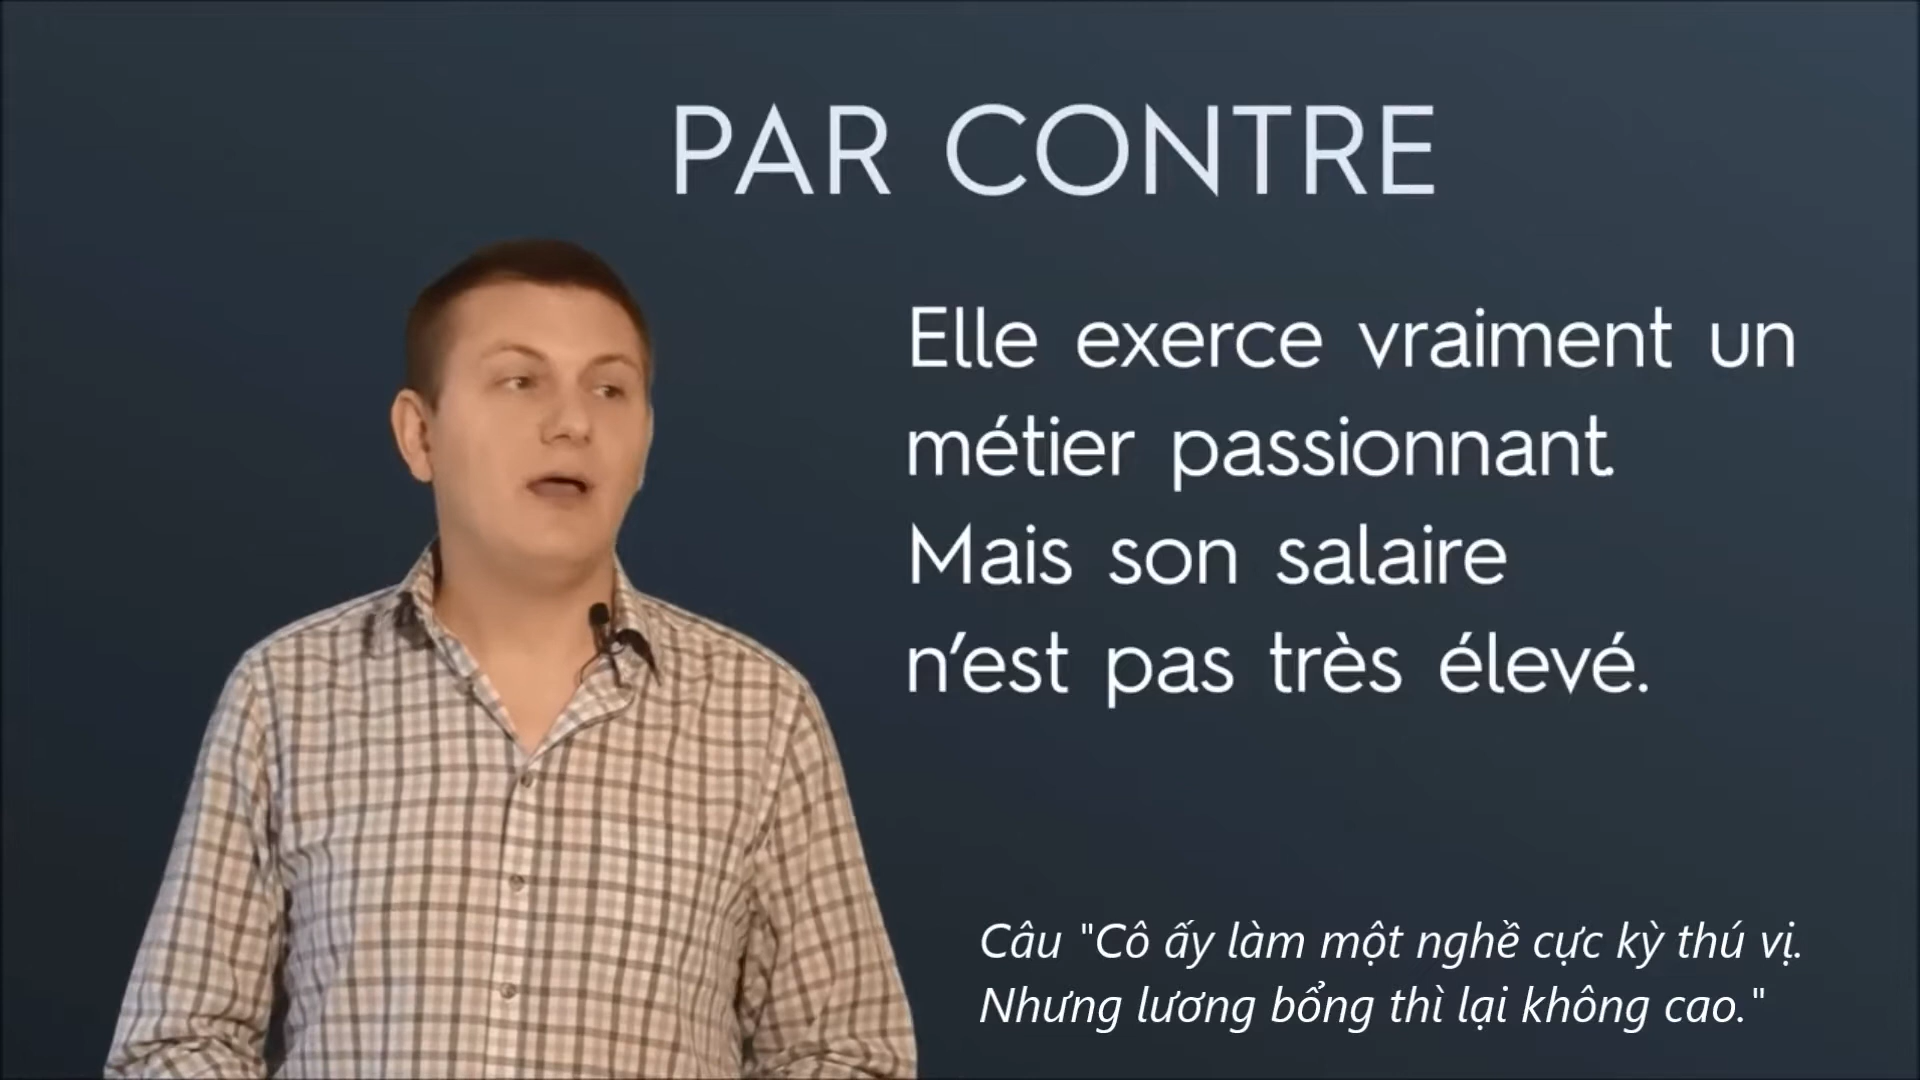 PAR CONTRE
Elle exerce vraiment un
métier passionnant.
Mais son salaire
n'est pas très élevé.
Câu "Cô ấy làm một nghề cực kỳ thú vị.
Nhưng lương bổng thì lại không cao."